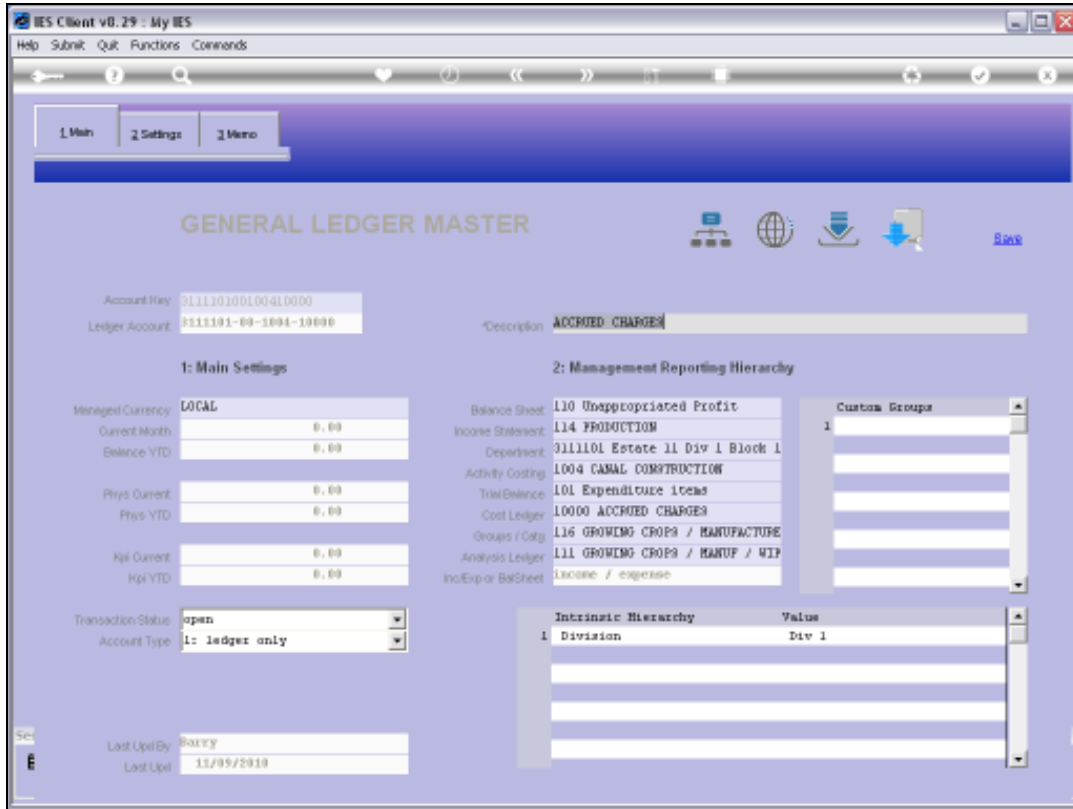 IES Client v8.29 : My IES
Help Submit Quit Functions Commands
1 Main
2 Settings
3 Memo
GENERAL LEDGER MASTER
Save
Account Key 311110100100410000
Ledger Account 3111101-00-1004-10000
*Description ACCRUED CHARGES
1: Main Settings
2: Management Reporting Hierarchy
Managed Currency LOCAL
Current Month 0.00
Balance YTD 0.00
Phys Current 0.00
Phys YTD 0.00
Kpi Current 0.00
Kpi YTD 0.00
Balance Sheet 110 Unappropriated Profit
Income Statement 114 PRODUCTION
Department 3111101 Estate 11 Div 1 Block 1
Activity Costing 1004 CANAL CONSTRUCTION
Trial Balance 101 Expenditure items
Cost Ledger 10000 ACCRUED CHARGES
Groups / Catg 116 GROWING CROPS / MANUFACTURE
Analysis Ledger 111 GROWING CROPS / MANUF / WIP
Inc/Exp or BalSheet income / expense
Custom Groups
1
Transaction Status open
Account Type 1: ledger only
Intrinsic Hierarchy Value
1 Division Div 1
Last Upd By Barry
Last Upd 11/09/2010